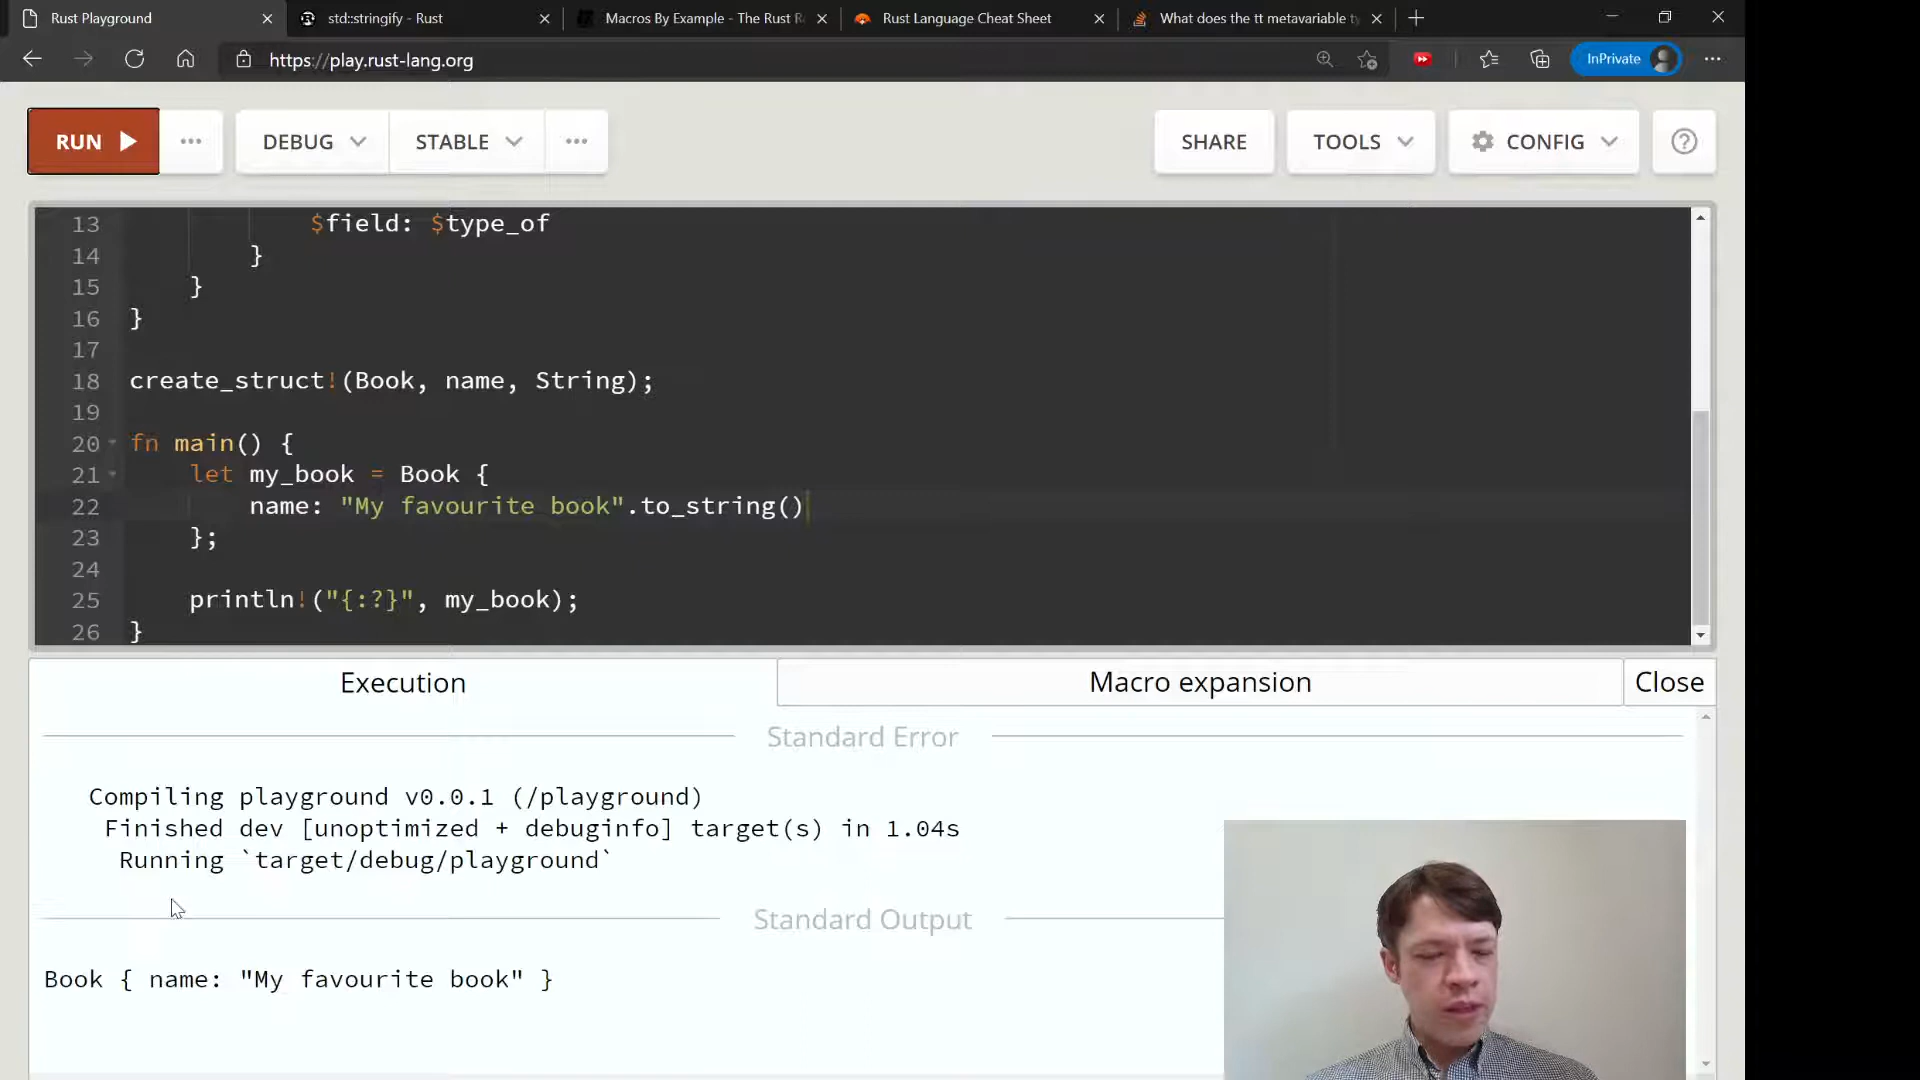 Rust Playground
std::stringify - Rust
Macros By Example - The Rust R
Rust Language Cheat Sheet
What does the tt metavariable ty
https://play.rust-lang.org
InPrivate
RUN
DEBUG
STABLE
SHARE
TOOLS
CONFIG
13 $field: $type_of
14 }
15 }
16 }
17
18 create_struct!(Book, name, String);
19
20 fn main() {
21 let my_book = Book {
22 name: "My favourite book".to_string()
23 };
24
25 println!("{:?}", my_book);
26 }
Execution
Macro expansion
Close
Standard Error
Compiling playground v0.0.1 (/playground)
Finished dev [unoptimized + debuginfo] target(s) in 1.04s
Running `target/debug/playground`
Standard Output
Book { name: "My favourite book" }